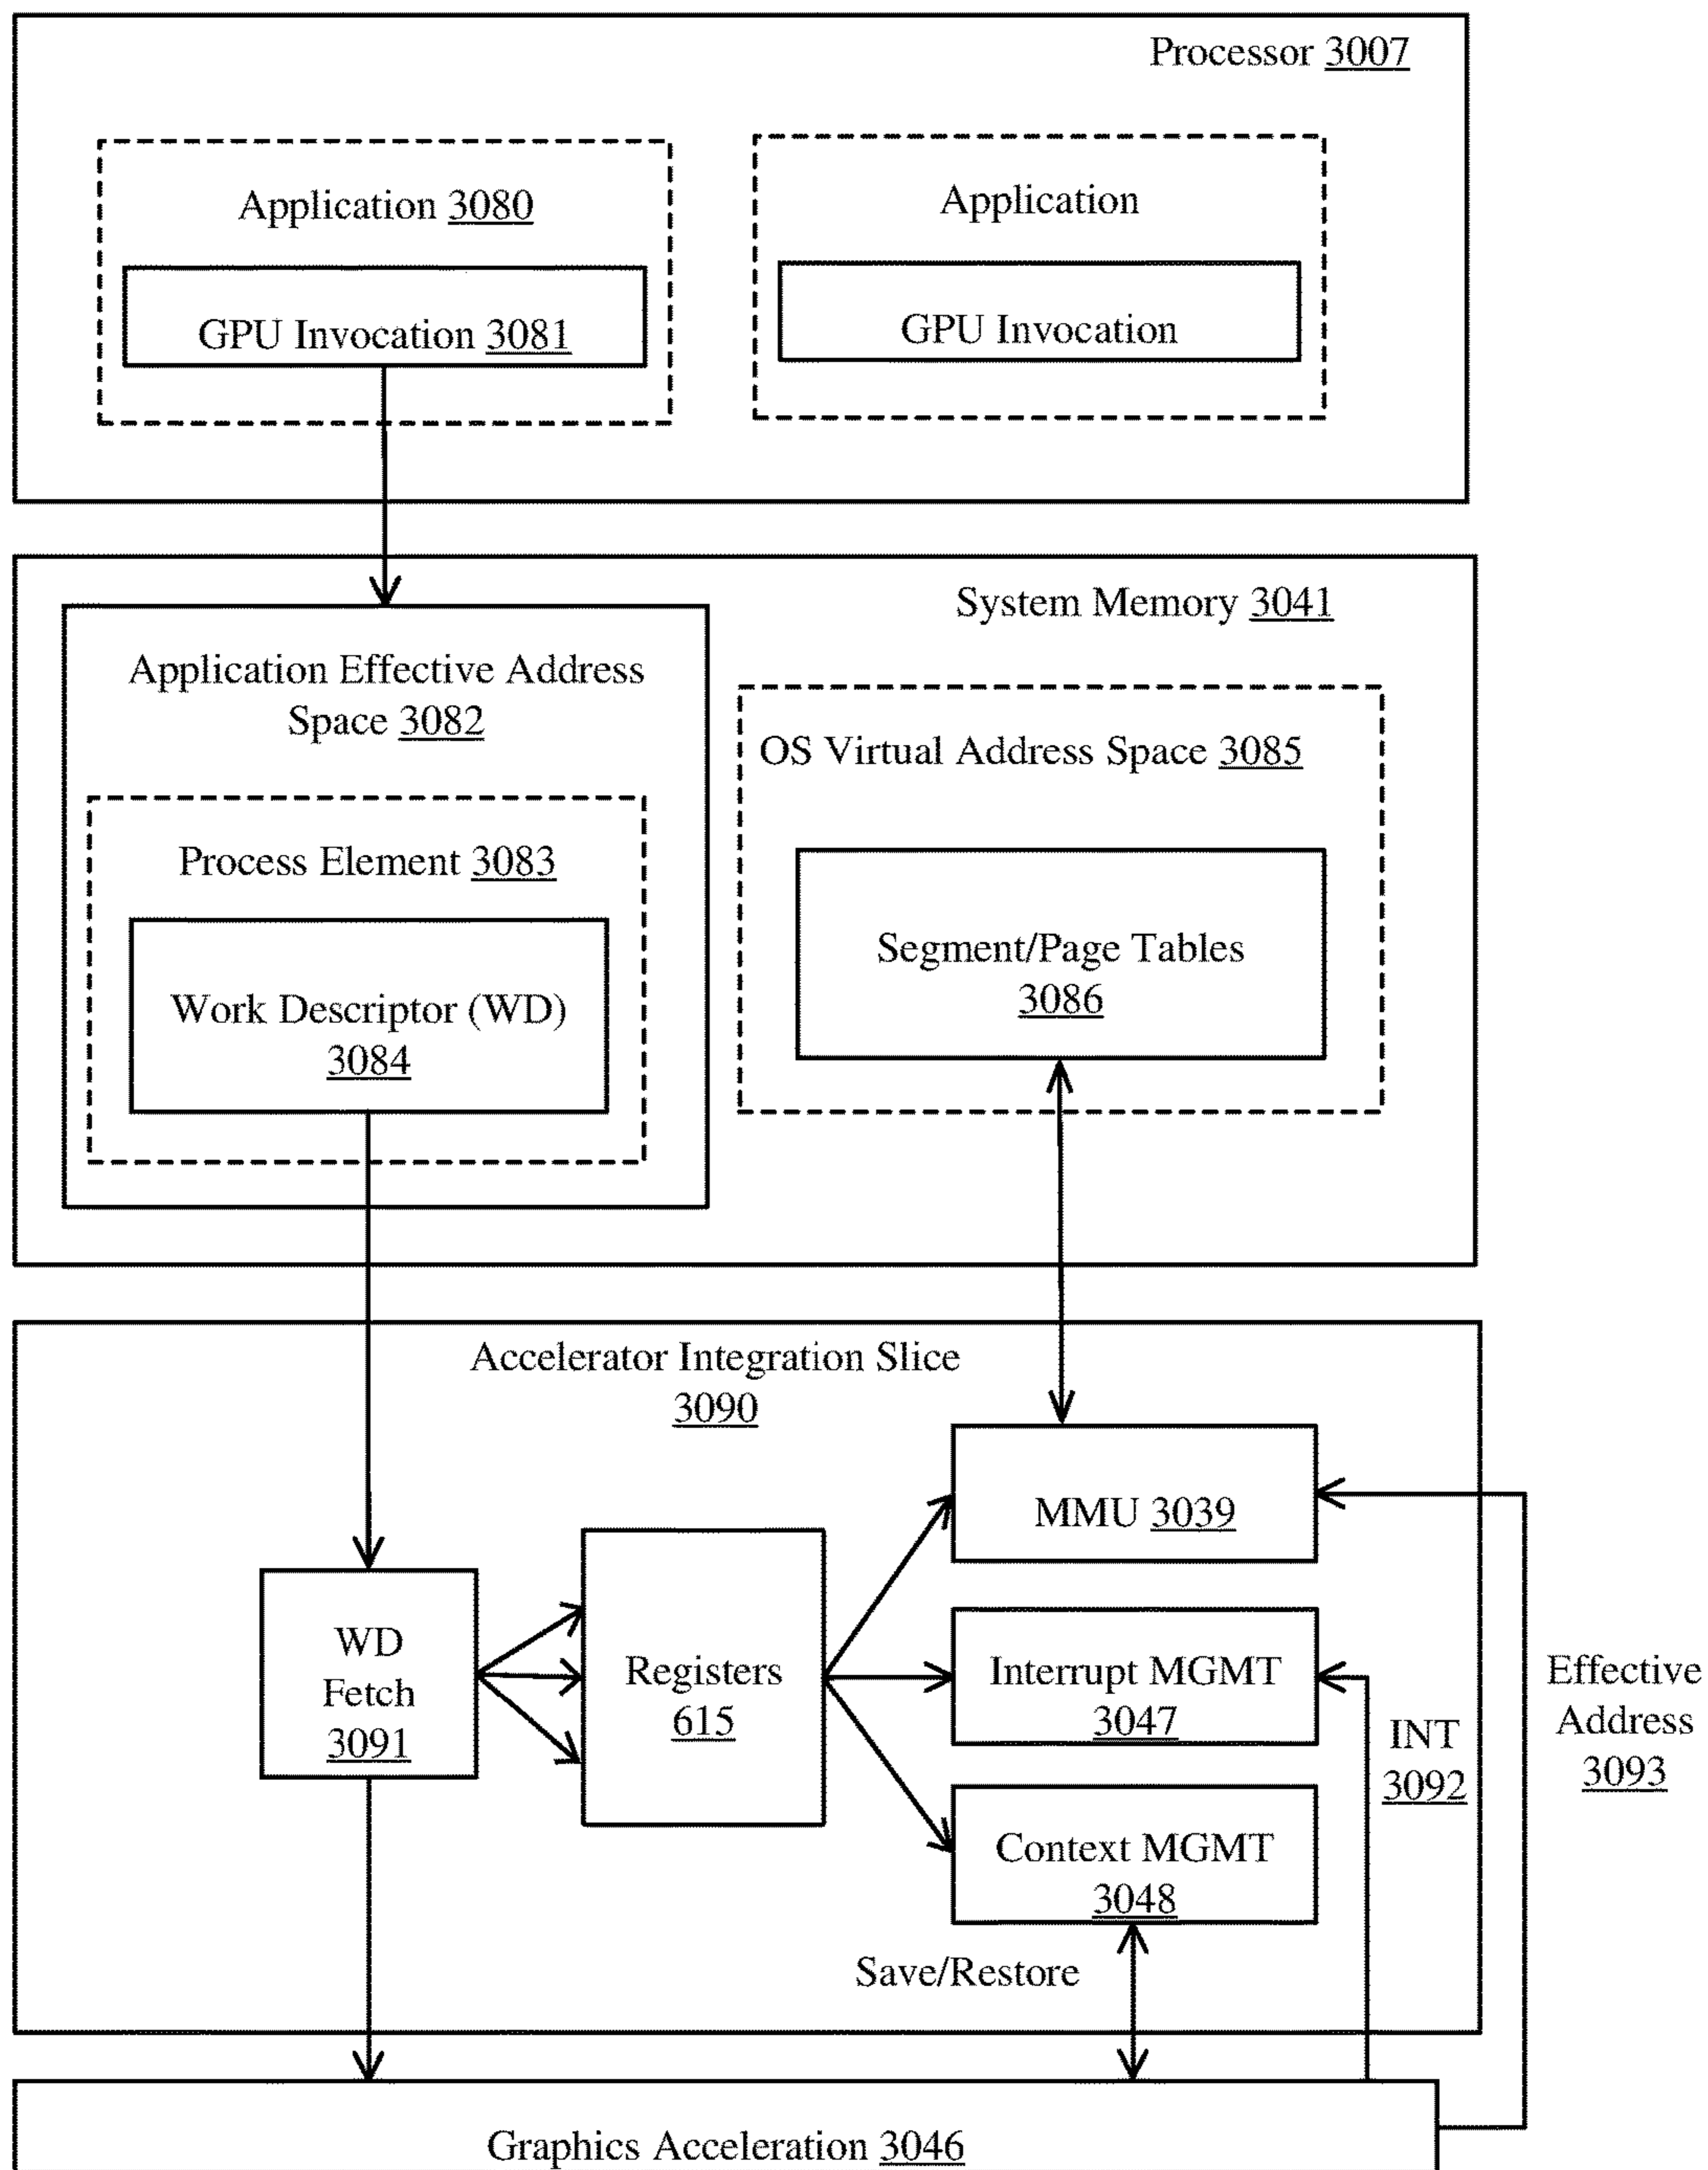 Processor 3007
Application 3080
GPU Invocation 3081
Application
GPU Invocation
System Memory 3041
Application Effective Address
Space 3082
Process Element 3083
Work Descriptor (WD)
3084
OS Virtual Address Space 3085
Segment/Page Tables
3086
Accelerator Integration Slice
3090
WD
Fetch
3091
Registers
615
MMU 3039
Interrupt MGMT
3047
Context MGMT
3048
Save/Restore
INT
3092
Effective
Address
3093
Graphics Acceleration 3046